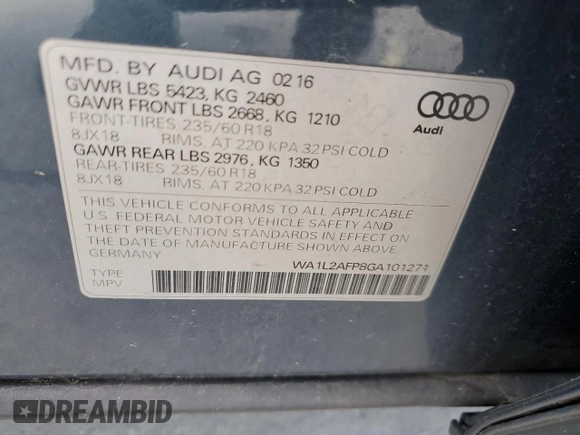 MFD. BY AUDI AG 02 16
GVWR LBS 5423, KG 2460
GAWR FRONT LBS 2668, KG 1210
FRONT-TIRES 235/60 R18
8JX18 RIMS, AT 220 KPA 32 PSI COLD
GAWR REAR LBS 2976, KG 1350
REAR-TIRES 235/60 R18
8JX18 RIMS, AT 220 KPA 32 PSI COLD
Audi
THIS VEHICLE CONFORMS TO ALL APPLICABLE
U.S. FEDERAL MOTOR VEHICLE SAFETY AND
THEFT PREVENTION STANDARDS IN EFFECT ON
THE DATE OF MANUFACTURE SHOWN ABOVE.
GERMANY
WA1L2AFP8GA101271
TYPE
MPV
DREAMBID